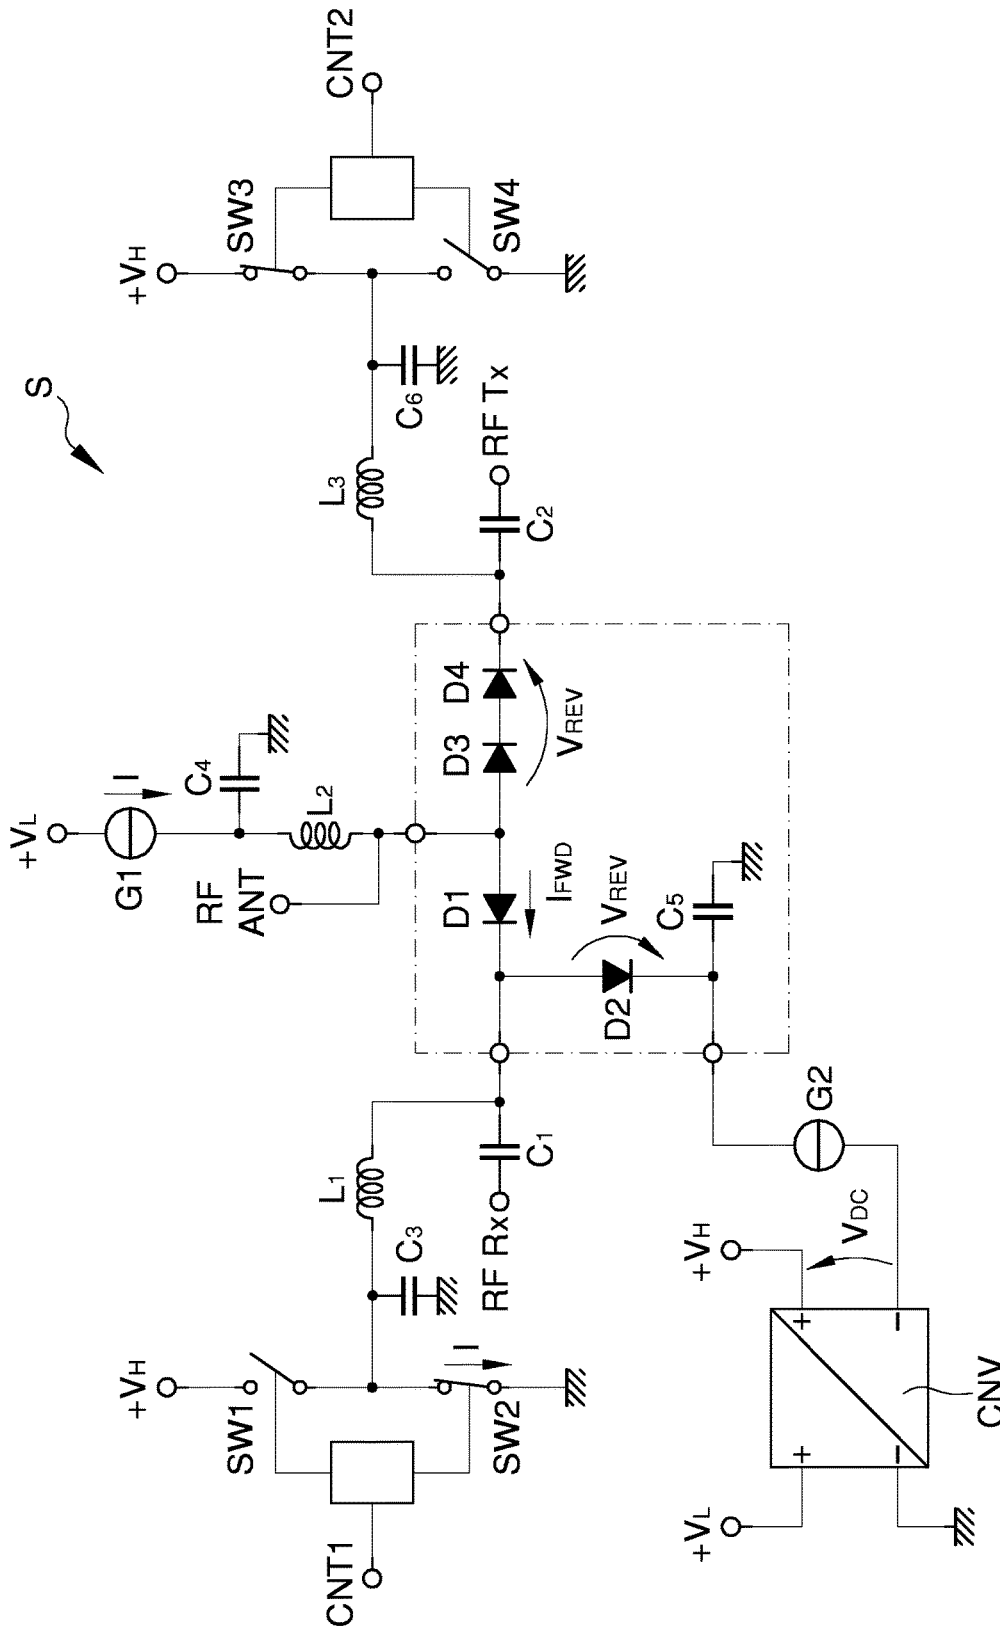 S
+VL
G1
I
C4
L2
RF
ANT
+VH
SW1
SW2
I
CNT1
C3
L1
RF Rx
C1
+VH
SW3
SW4
CNT2
C6
L3
RF Tx
C2
D1
IFWD
D2
VREV
C5
D3
D4
VREV
G2
+VL
+VH
VDC
+
−
+
−
CNV